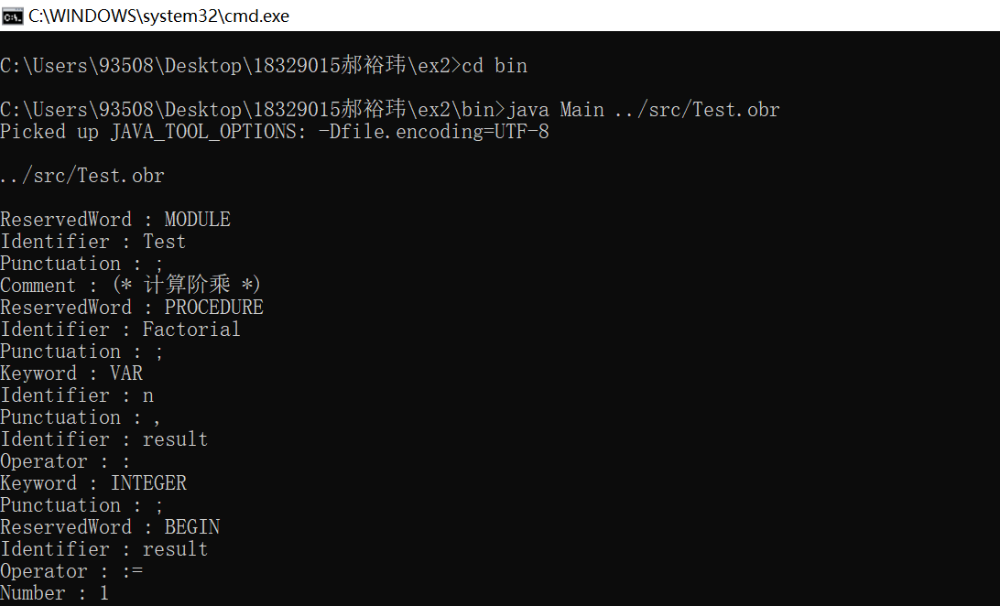 C:\WINDOWS\system32\cmd.exe
C:\Users\93508\Desktop\18329015郝裕玮\ex2>cd bin
C:\Users\93508\Desktop\18329015郝裕玮\ex2\bin>java Main ../src/Test.obr
Picked up JAVA_TOOL_OPTIONS: -Dfile.encoding=UTF-8
../src/Test.obr
ReservedWord : MODULE
Identifier : Test
Punctuation : ;
Comment : (* 计算阶乘 *)
ReservedWord : PROCEDURE
Identifier : Factorial
Punctuation : ;
Keyword : VAR
Identifier : n
Punctuation : ,
Identifier : result
Operator : :
Keyword : INTEGER
Punctuation : ;
ReservedWord : BEGIN
Identifier : result
Operator : :=
Number : 1